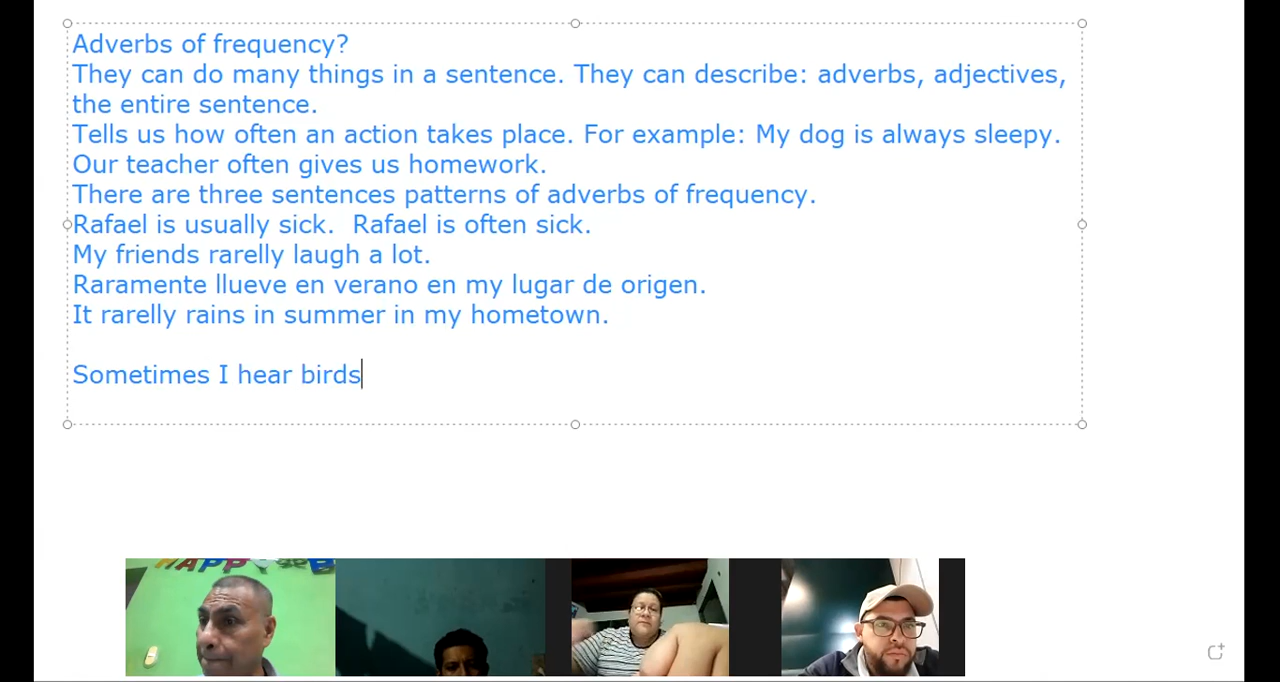 Adverbs of frequency?
They can do many things in a sentence. They can describe: adverbs, adjectives,
the entire sentence.
Tells us how often an action takes place. For example: My dog is always sleepy.
Our teacher often gives us homework.
There are three sentences patterns of adverbs of frequency.
Rafael is usually sick.  Rafael is often sick.
My friends rarelly laugh a lot.
Raramente llueve en verano en my lugar de origen.
It rarelly rains in summer in my hometown.
Sometimes I hear birds
HAPPY